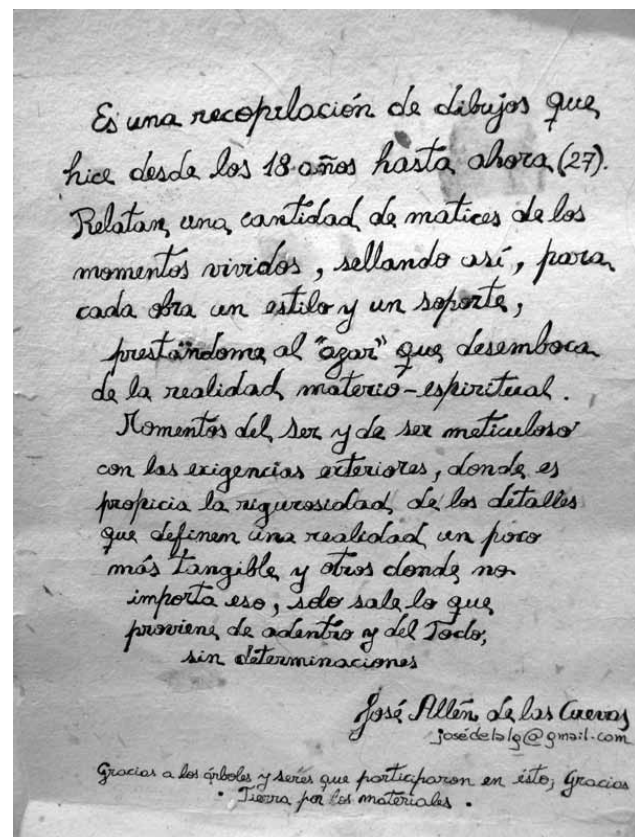 Es una recopilación de dibujos que
hice desde los 18 años hasta ahora (27).
Relatan una cantidad de matices de los
momentos vividos, sellando así, para
cada obra un estilo y un soporte,
prestándome al "azar" que desemboca
de la realidad materio-espiritual.
Momentos del ser y de ser meticuloso
con las exigencias exteriores, donde es
propicia la rigurosidad de los detalles
que definen una realidad un poco
más tangible y otros donde no
importa eso, solo sale lo que
proviene de adentro y del Todo,
sin determinaciones
José Allén de las Cuevas
josedelalg@gmail.com
Gracias a los árboles y seres que participaron en esto; Gracias
• Tierra por los materiales •